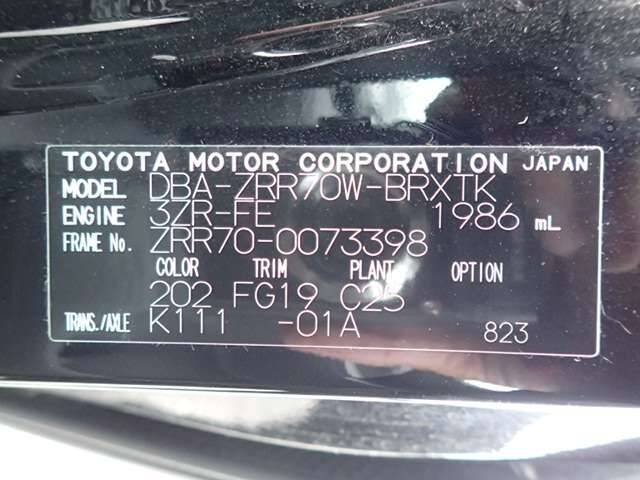 TOYOTA MOTOR CORPORATION JAPAN
MODEL DBA-ZRR70W-BRXTK
ENGINE 3ZR-FE 1986 mL
FRAME No. ZRR70-0073398
COLOR TRIM PLANT OPTION
202 FG19 C25
TRANS./AXLE K111 -01A 823